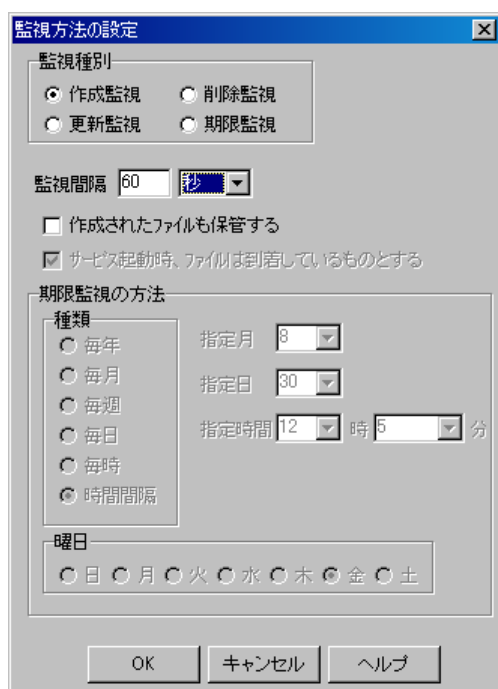 監視方法の設定
監視種別
作成監視 削除監視
更新監視 期限監視
監視間隔 60 秒
作成されたファイルも保管する
サービス起動時、ファイルは到着しているものとする
期限監視の方法
種類
毎年
毎月
毎週
毎日
毎時
時間間隔
指定月 8
指定日 30
指定時間 12 時 5 分
曜日
日 月 火 水 木 金 土
OK キャンセル ヘルプ